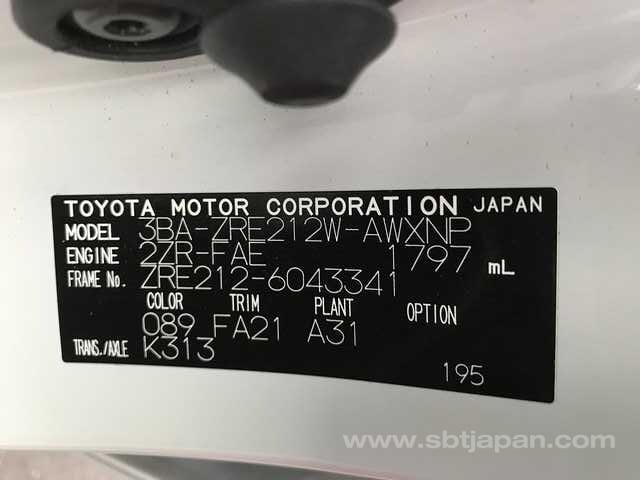 TOYOTA MOTOR CORPORATION JAPAN
MODEL 3BA-ZRE212W-AWXNP
ENGINE 2ZR-FAE 1797 mL
FRAME No. ZRE212-6043341
COLOR TRIM PLANT OPTION
089 FA21 A31
TRANS./AXLE K313
195
www.sbtjapan.com